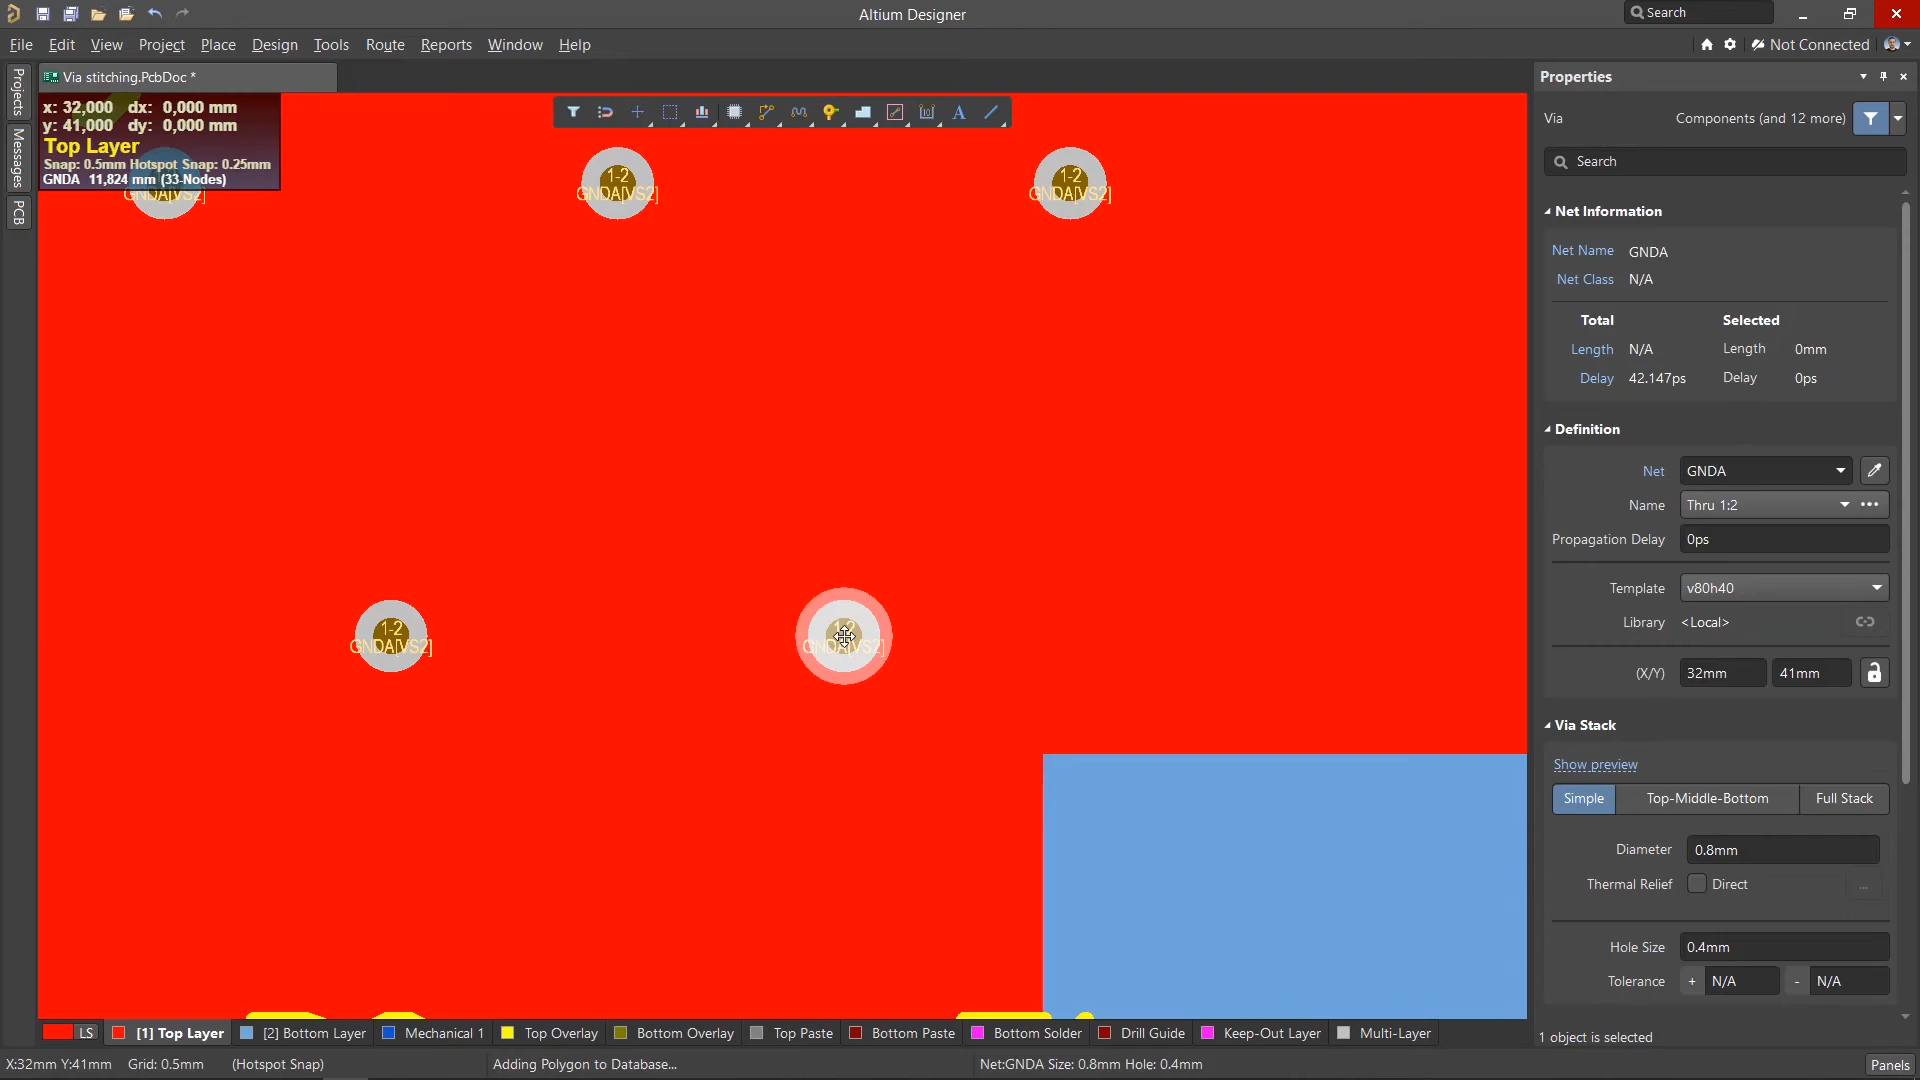 Altium Designer
Search
File Edit View Project Place Design Tools Route Reports Window Help
Not Connected
Projects
Messages
PCB
Via stitching.PcbDoc *
x: 32,000 dx: 0,000 mm
y: 41,000 dy: 0,000 mm
Top Layer
Snap: 0.5mm Hotspot Snap: 0.25mm
GNDA 11,824 mm (33-Nodes)
GNDA[VS2]
1-2
GNDA[VS2]
1-2
GNDA[VS2]
1-2
GNDA[VS2]
1-2
GNDA[VS2]
Properties
Via Components (and 12 more)
Search
Net Information
Net Name GNDA
Net Class N/A
Total Selected
Length N/A Length 0mm
Delay 42.147ps Delay 0ps
Definition
Net GNDA
Name Thru 1:2
Propagation Delay 0ps
Template v80h40
Library <Local>
(X/Y) 32mm 41mm
Via Stack
Show preview
Simple Top-Middle-Bottom Full Stack
Diameter 0.8mm
Thermal Relief Direct ...
Hole Size 0.4mm
Tolerance + N/A - N/A
1 object is selected
LS [1] Top Layer [2] Bottom Layer Mechanical 1 Top Overlay Bottom Overlay Top Paste Bottom Paste Bottom Solder Drill Guide Keep-Out Layer Multi-Layer
X:32mm Y:41mm Grid: 0.5mm (Hotspot Snap) Adding Polygon to Database... Net:GNDA Size: 0.8mm Hole: 0.4mm Panels